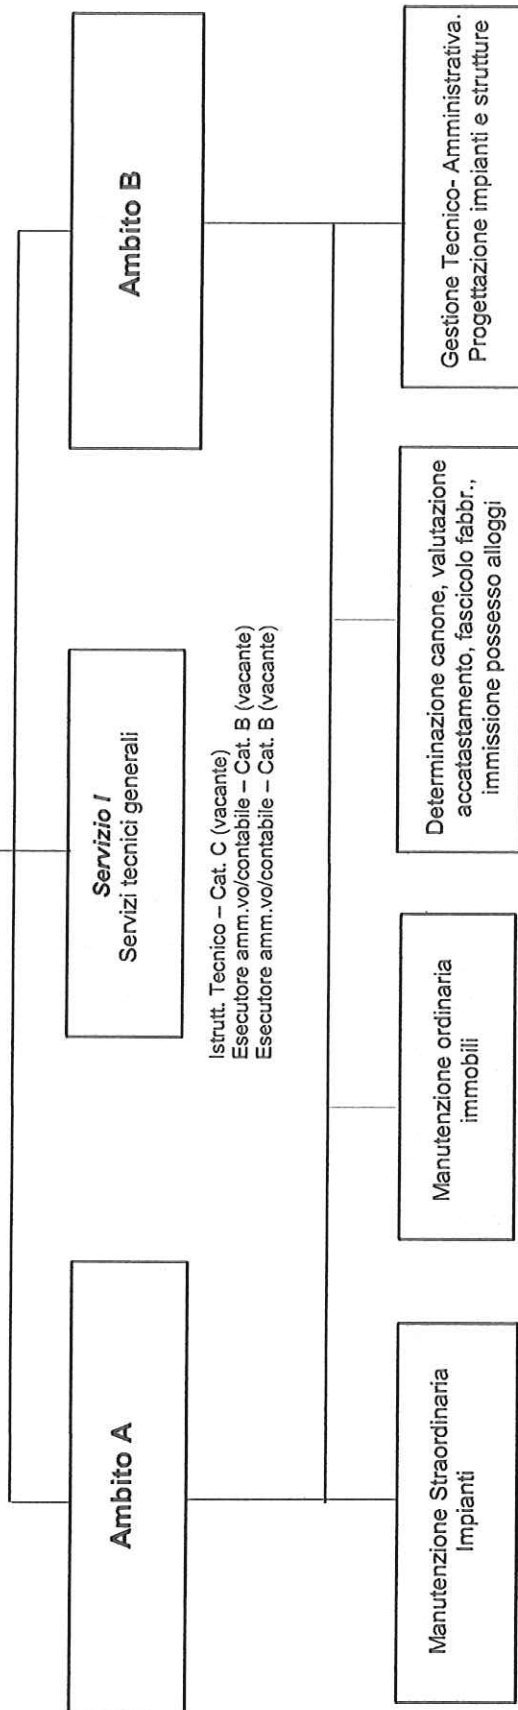 Ambito A
Servizio I
Servizi tecnici generali
Ambito B
Istrutt. Tecnico – Cat. C (vacante)
Esecutore amm.vo/contabile – Cat. B (vacante)
Esecutore amm.vo/contabile – Cat. B (vacante)
Manutenzione Straordinaria
Impianti
Manutenzione ordinaria
immobili
Determinazione canone, valutazione
accatastamento, fascicolo fabbr.,
immissione possesso alloggi
Gestione Tecnico- Amministrativa.
Progettazione impianti e strutture